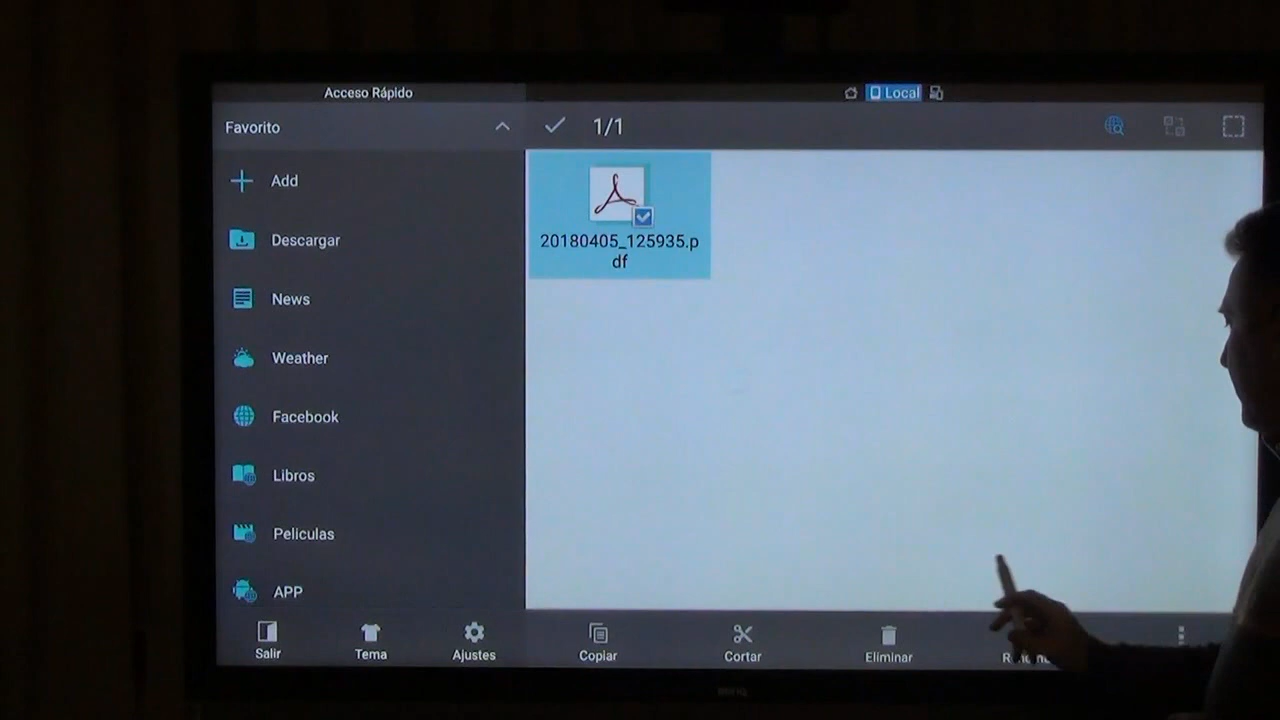 Acceso Rápido
Local
Favorito
1/1
Add
20180405_125935.p
df
Descargar
News
Weather
Facebook
Libros
Peliculas
APP
Salir
Tema
Ajustes
Copiar
Cortar
Eliminar
BenQ